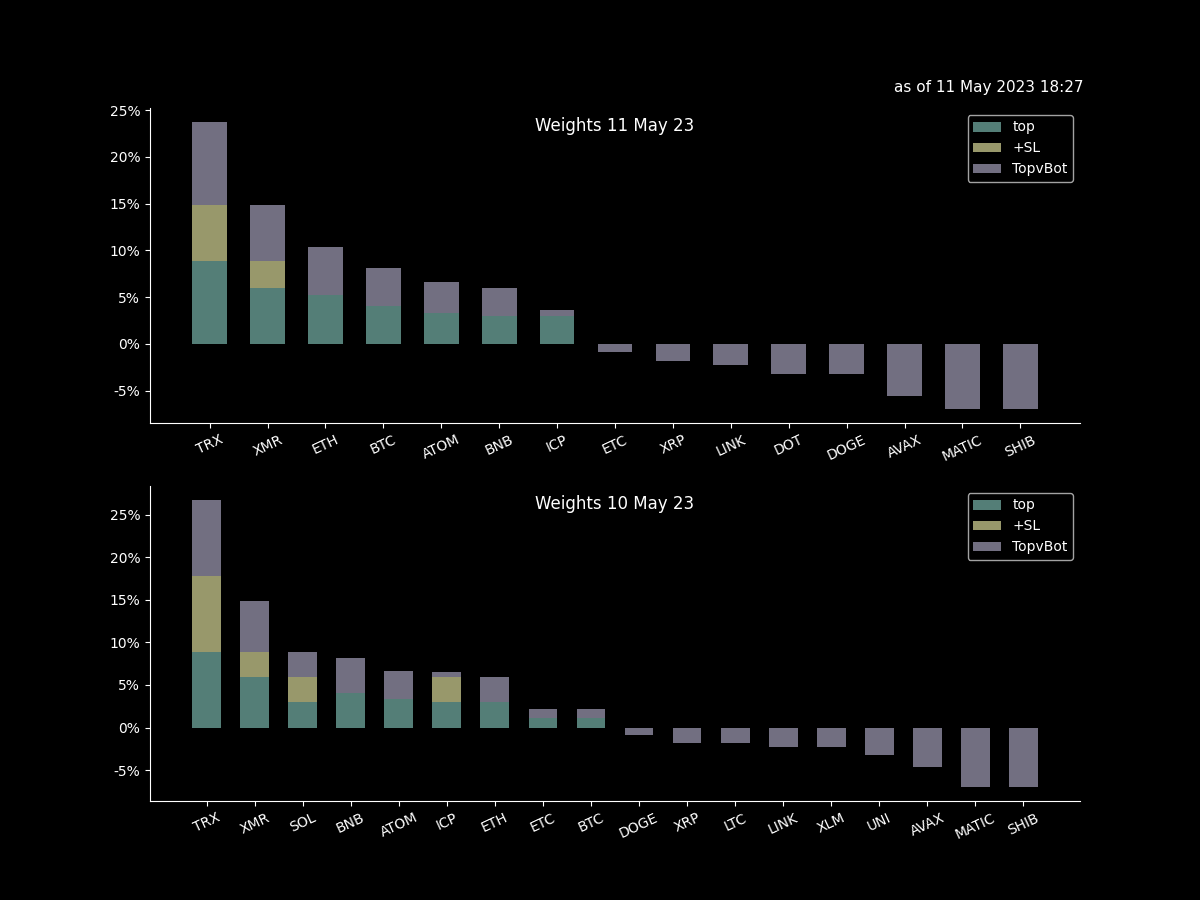 as of 11 May 2023 18:27
Weights 11 May 23
25%
20%
15%
10%
5%
0%
-5%
top
+SL
TopvBot
TRX XMR ETH BTC ATOM BNB ICP ETC XRP LINK DOT DOGE AVAX MATIC SHIB
Weights 10 May 23
25%
20%
15%
10%
5%
0%
-5%
top
+SL
TopvBot
TRX XMR SOL BNB ATOM ICP ETH ETC BTC DOGE XRP LTC LINK XLM UNI AVAX MATIC SHIB